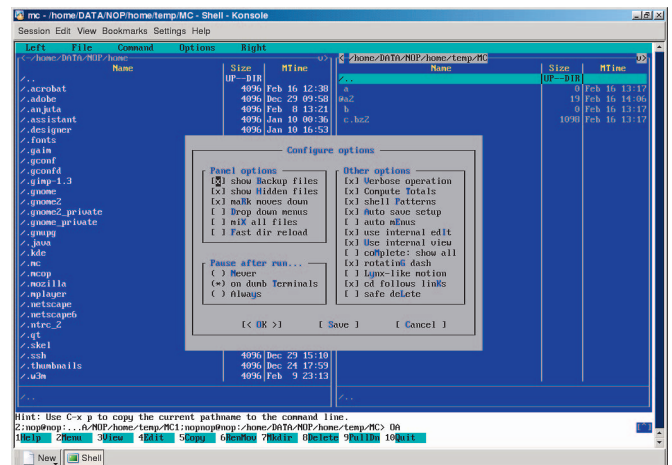 mc - /home/DATA/NOP/home/temp/MC - Shell - Konsole
Session Edit View Bookmarks Settings Help
Left File Command Options Right
<-/home/DATA/NOP/home v>
Name Size MTime
/.. UP--DIR
/.acrobat 4096 Feb 16 12:38
/.adobe 4096 Dec 29 09:58
/.anjuta 4096 Feb 8 13:21
/.assistant 4096 Jan 10 00:36
/.designer 4096 Jan 10 16:53
/.fonts
/.gaim
/.gconf
/.gconfd
/.gimp-1.3
/.gnome
/.gnome2
/.gnome2_private
/.gnome_private
/.gnupg
/.java
/.kde
/.mc
/.mcop
/.mozilla
/.mplayer
/.netscape
/.netscape6
/.ntrc_2
/.qt
/.skel
/.ssh 4096 Dec 29 15:10
/.thumbnails 4096 Dec 24 17:59
/.w3m 4096 Feb 9 23:13
/..
< /home/DATA/NOP/home/temp/MC v>
Name Size MTime
/.. UP--DIR
a 0 Feb 16 13:17
@a2 19 Feb 16 14:06
b 0 Feb 16 13:17
c.bz2 1098 Feb 16 13:17
/..
Configure options
Panel options
[x] show Backup files
[x] show Hidden files
[x] maRk moves down
[ ] Drop down menus
[ ] miX all files
[ ] Fast dir reload
Pause after run...
( ) Never
(*) on dumb Terminals
( ) Always
Other options
[x] Verbose operation
[x] Compute Totals
[x] shell Patterns
[x] Auto save setup
[ ] auto mEnus
[x] use internal edIt
[x] Use internal view
[ ] coMplete: show all
[x] rotatinG dash
[ ] Lynx-like motion
[x] cd follows linKs
[ ] safe deLete
[< OK >] [ Save ] [ Cancel ]
Hint: Use C-x p to copy the current pathname to the command line.
2:nop@nop:...A/NOP/home/temp/MC1:nopnop@nop:/home/DATA/NOP/home/temp/MC> OA
1Help 2Menu 3View 4Edit 5Copy 6RenMov 7Mkdir 8Delete 9PullDn 10Quit
New Shell